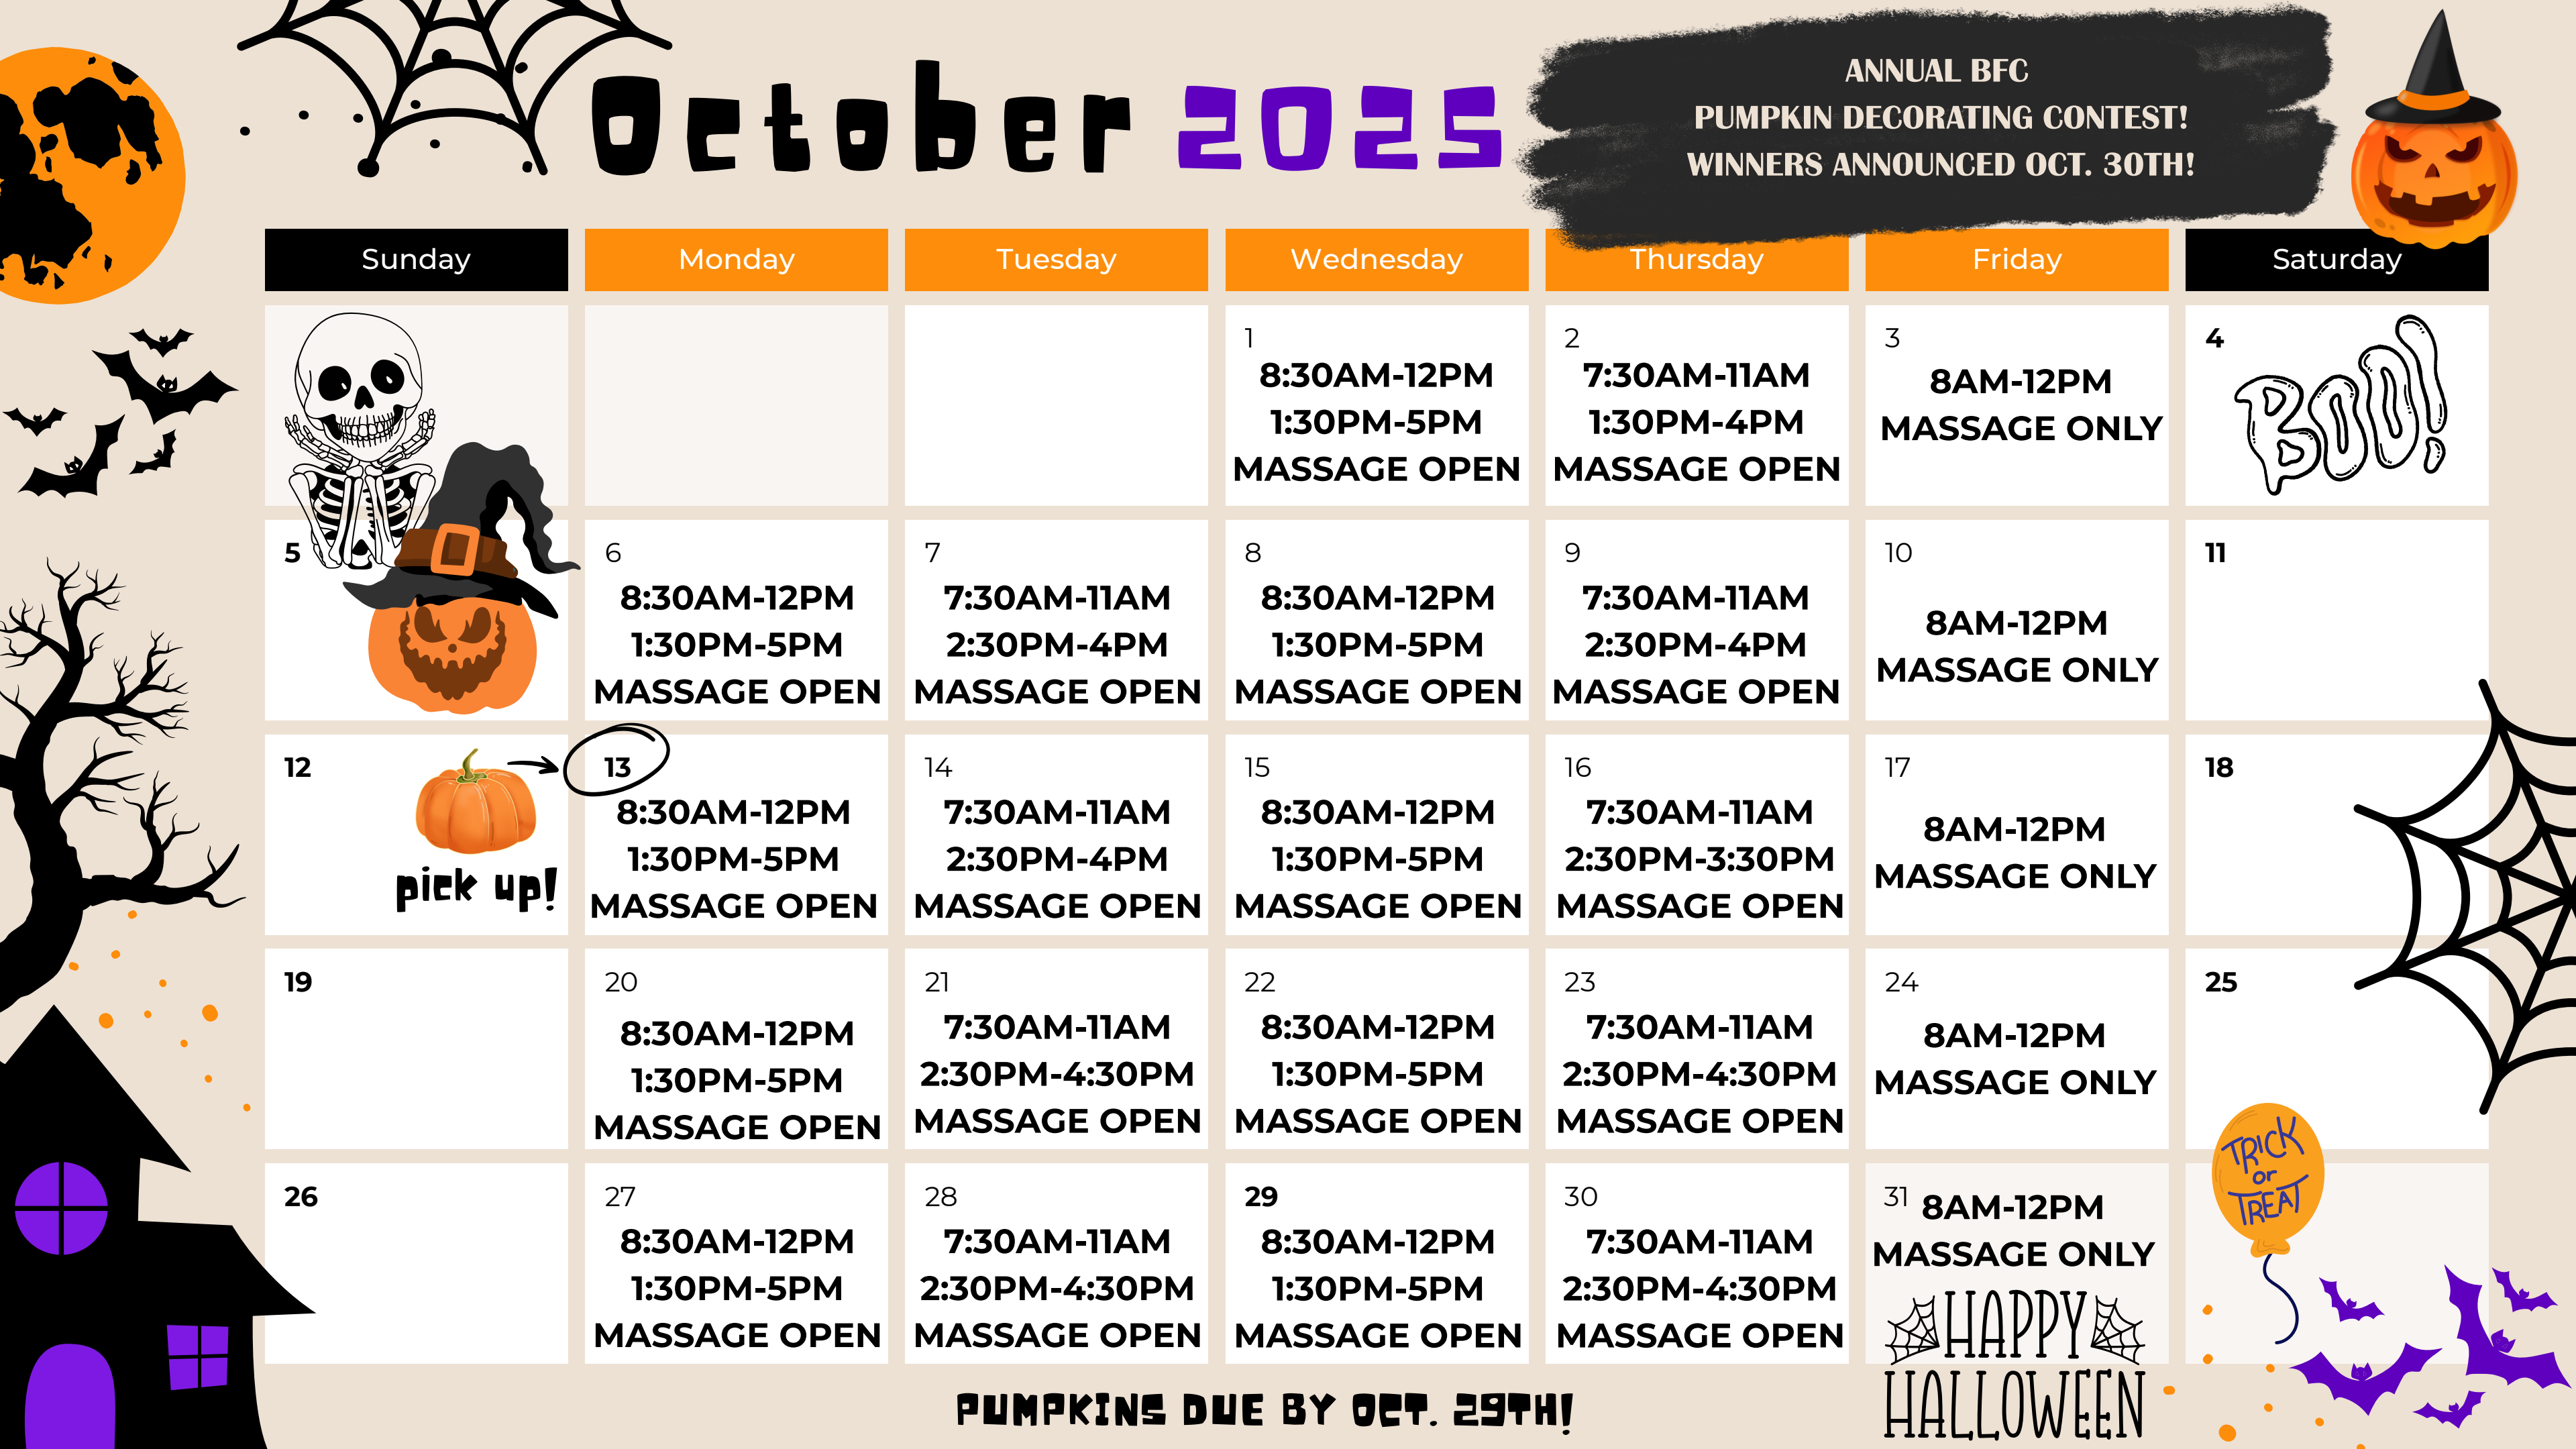 October 2025
ANNUAL BFC
PUMPKIN DECORATING CONTEST!
WINNERS ANNOUNCED OCT. 30TH!
Sunday
Monday
Tuesday
Wednesday
Thursday
Friday
Saturday
1
8:30AM-12PM
1:30PM-5PM
MASSAGE OPEN
2
7:30AM-11AM
1:30PM-4PM
MASSAGE OPEN
3
8AM-12PM
MASSAGE ONLY
4
BOO!
5
6
8:30AM-12PM
1:30PM-5PM
MASSAGE OPEN
7
7:30AM-11AM
2:30PM-4PM
MASSAGE OPEN
8
8:30AM-12PM
1:30PM-5PM
MASSAGE OPEN
9
7:30AM-11AM
2:30PM-4PM
MASSAGE OPEN
10
8AM-12PM
MASSAGE ONLY
11
12
pick up!
13
8:30AM-12PM
1:30PM-5PM
MASSAGE OPEN
14
7:30AM-11AM
2:30PM-4PM
MASSAGE OPEN
15
8:30AM-12PM
1:30PM-5PM
MASSAGE OPEN
16
7:30AM-11AM
2:30PM-3:30PM
MASSAGE OPEN
17
8AM-12PM
MASSAGE ONLY
18
19
20
8:30AM-12PM
1:30PM-5PM
MASSAGE OPEN
21
7:30AM-11AM
2:30PM-4:30PM
MASSAGE OPEN
22
8:30AM-12PM
1:30PM-5PM
MASSAGE OPEN
23
7:30AM-11AM
2:30PM-4:30PM
MASSAGE OPEN
24
8AM-12PM
MASSAGE ONLY
25
26
27
8:30AM-12PM
1:30PM-5PM
MASSAGE OPEN
28
7:30AM-11AM
2:30PM-4:30PM
MASSAGE OPEN
29
8:30AM-12PM
1:30PM-5PM
MASSAGE OPEN
30
7:30AM-11AM
2:30PM-4:30PM
MASSAGE OPEN
31
8AM-12PM
MASSAGE ONLY
HAPPY
HALLOWEEN
TRICK
or
TREAT
PUMPKINS DUE BY OCT. 29TH!